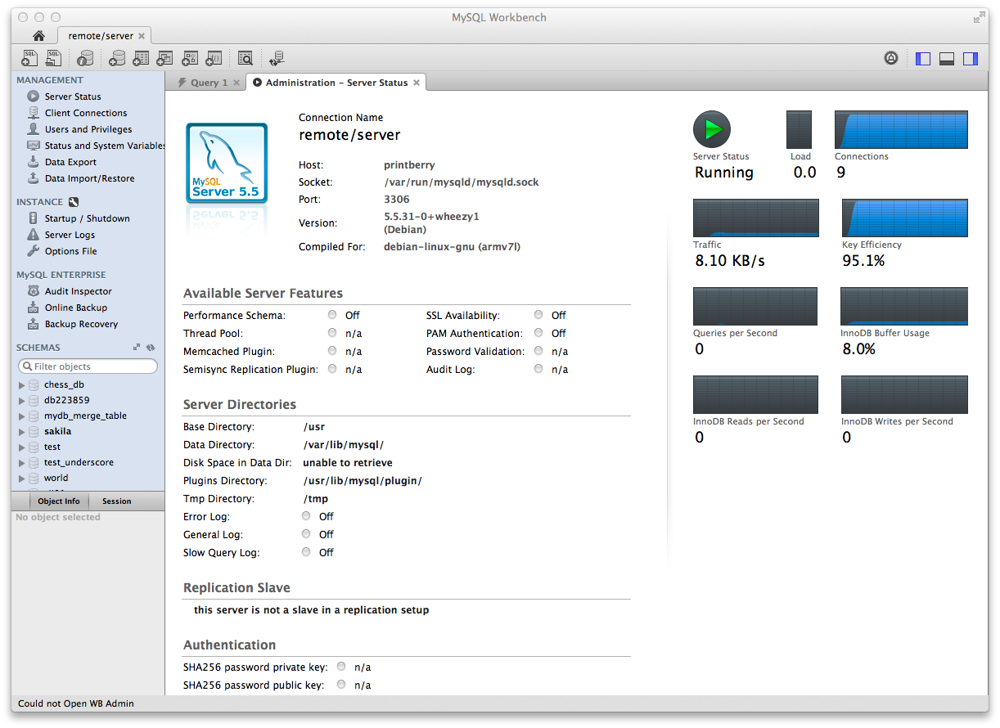 MySQL Workbench
remote/server
SQL
SQL
MANAGEMENT
Server Status
Client Connections
Users and Privileges
Status and System Variables
Data Export
Data Import/Restore
INSTANCE
Startup / Shutdown
Server Logs
Options File
MySQL ENTERPRISE
Audit Inspector
Online Backup
Backup Recovery
SCHEMAS
Filter objects
chess_db
db223859
mydb_merge_table
sakila
test
test_underscore
world
Object Info Session
No object selected
Query 1
Administration - Server Status
MySQL
Server 5.5
Connection Name
remote/server
Host: printberry
Socket: /var/run/mysqld/mysqld.sock
Port: 3306
Version: 5.5.31-0+wheezy1
(Debian)
Compiled For: debian-linux-gnu (armv7l)
Available Server Features
Performance Schema: Off SSL Availability: Off
Thread Pool: n/a PAM Authentication: Off
Memcached Plugin: n/a Password Validation: n/a
Semisync Replication Plugin: n/a Audit Log: n/a
Server Directories
Base Directory: /usr
Data Directory: /var/lib/mysql/
Disk Space in Data Dir: unable to retrieve
Plugins Directory: /usr/lib/mysql/plugin/
Tmp Directory: /tmp
Error Log: Off
General Log: Off
Slow Query Log: Off
Replication Slave
this server is not a slave in a replication setup
Authentication
SHA256 password private key: n/a
SHA256 password public key: n/a
Server Status Load Connections
Running 0.0 9
Traffic Key Efficiency
8.10 KB/s 95.1%
Queries per Second InnoDB Buffer Usage
0 8.0%
InnoDB Reads per Second InnoDB Writes per Second
0 0
Could not Open WB Admin